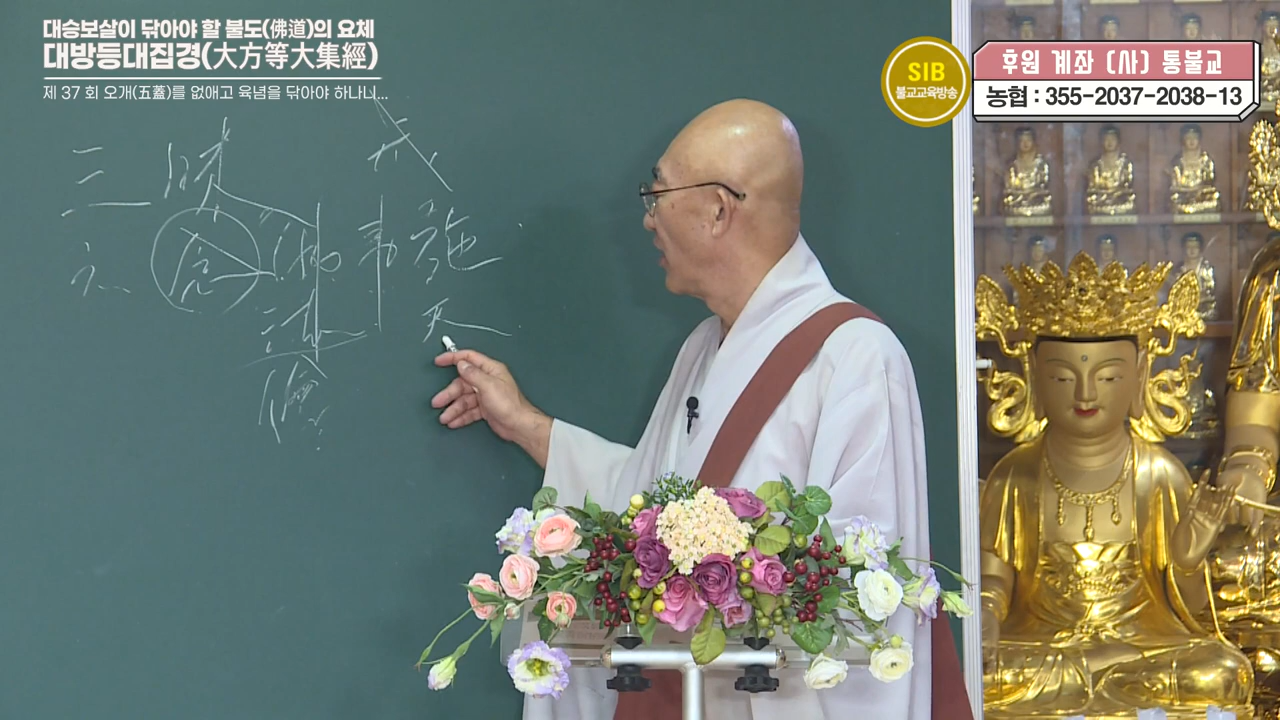 대승보살이 닦아야 할 불도(佛道)의 요체
대방등대집경(大方等大集經)
제 37 회 오개(五蓋)를 없애고 육념을 닦아야 하나니...
SIB
불교교육방송
후원 계좌 (사) 통불교
농협 : 355-2037-2038-13
三 時 戒
六 念 佛 施
法 天
僧